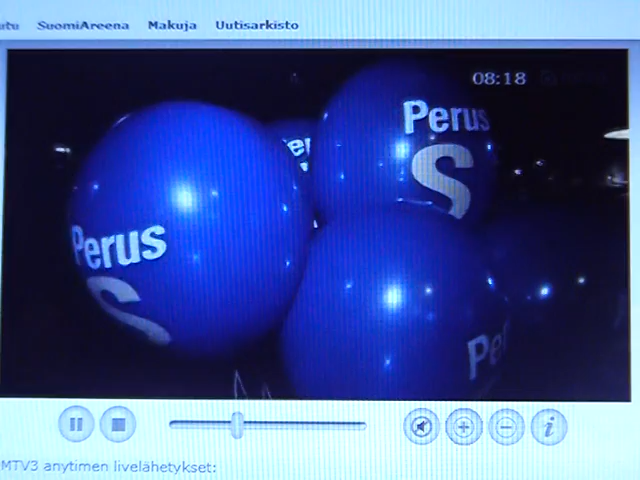 SuomiAreena Makuja Uutisarkisto
08:18
Perus
S
Perus
S
MTV3 anytimen livelähetykset: